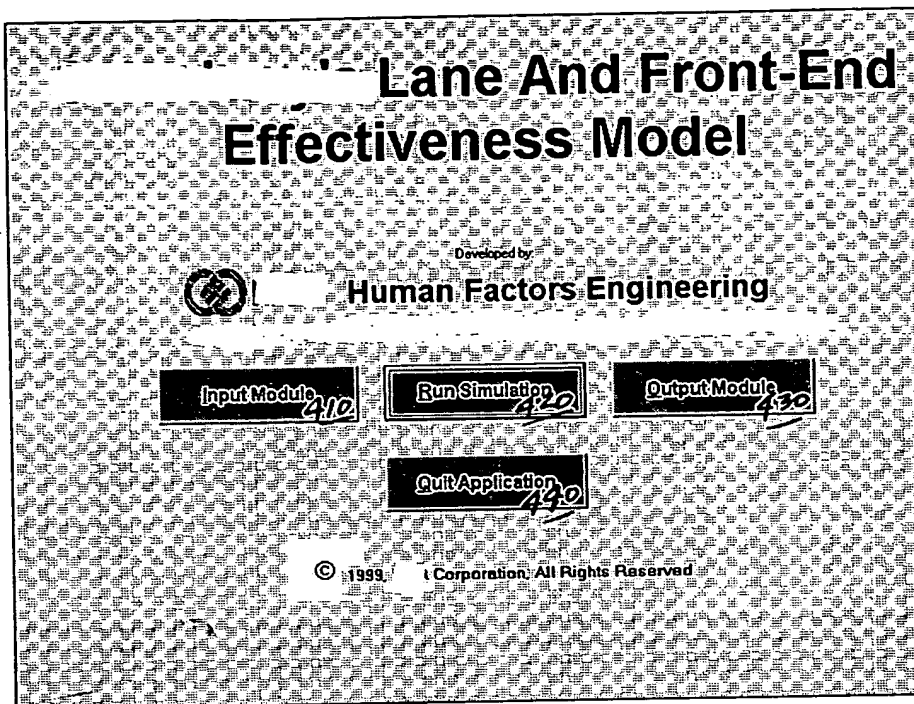 Lane And Front-End
Effectiveness Model
Developed by:
Human Factors Engineering
Input Module 410
Run Simulation 420
Output Module 430
Quit Application 440
© 1999, Corporation, All Rights Reserved